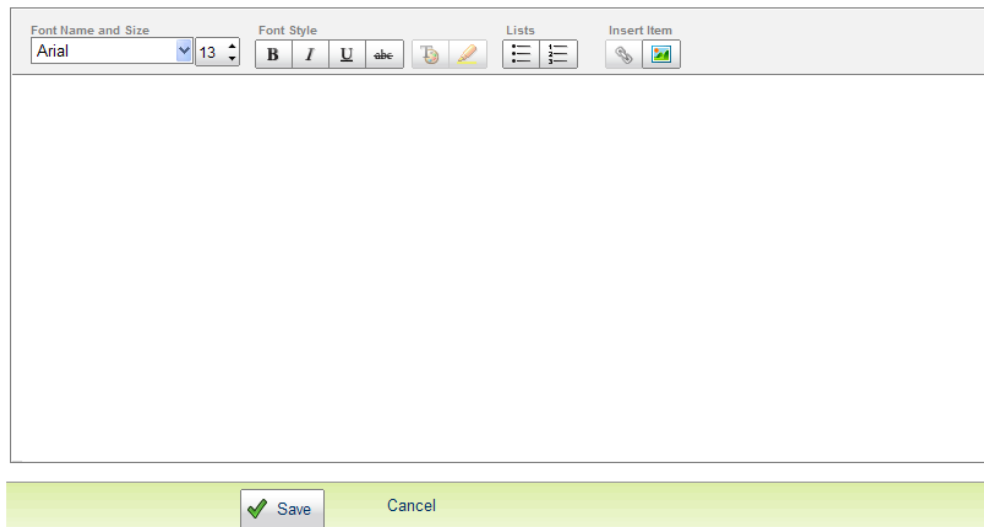 Font Name and Size Font Style Lists Insert Item
Arial 13 B I U abc T
Save Cancel